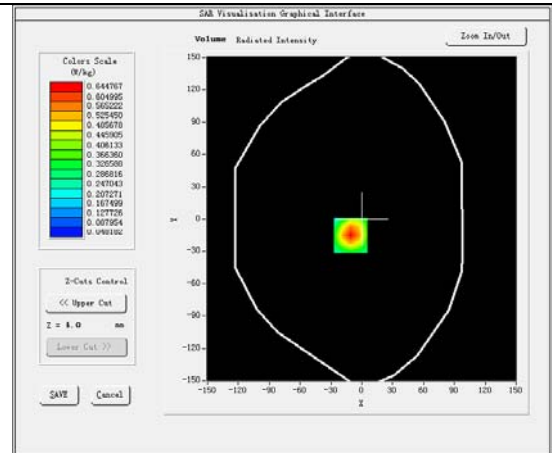 SAR Visualisation Graphical Interface
Volume Radiated Intensity
Zoom In/Out
Colors Scale
(W/kg)
0.644767
0.604995
0.565222
0.525450
0.485678
0.445905
0.406133
0.366360
0.326588
0.286816
0.247043
0.207271
0.167499
0.127726
0.087954
0.048182
Z-Cuts Control
<< Upper Cut
Z = 4.0 mm
Lower Cut >>
SAVE
Cancel
150
120
90
60
30
0
-30
-60
-90
-120
-150
Y
-150 -120 -90 -60 -30 0 30 60 90 120 150
X